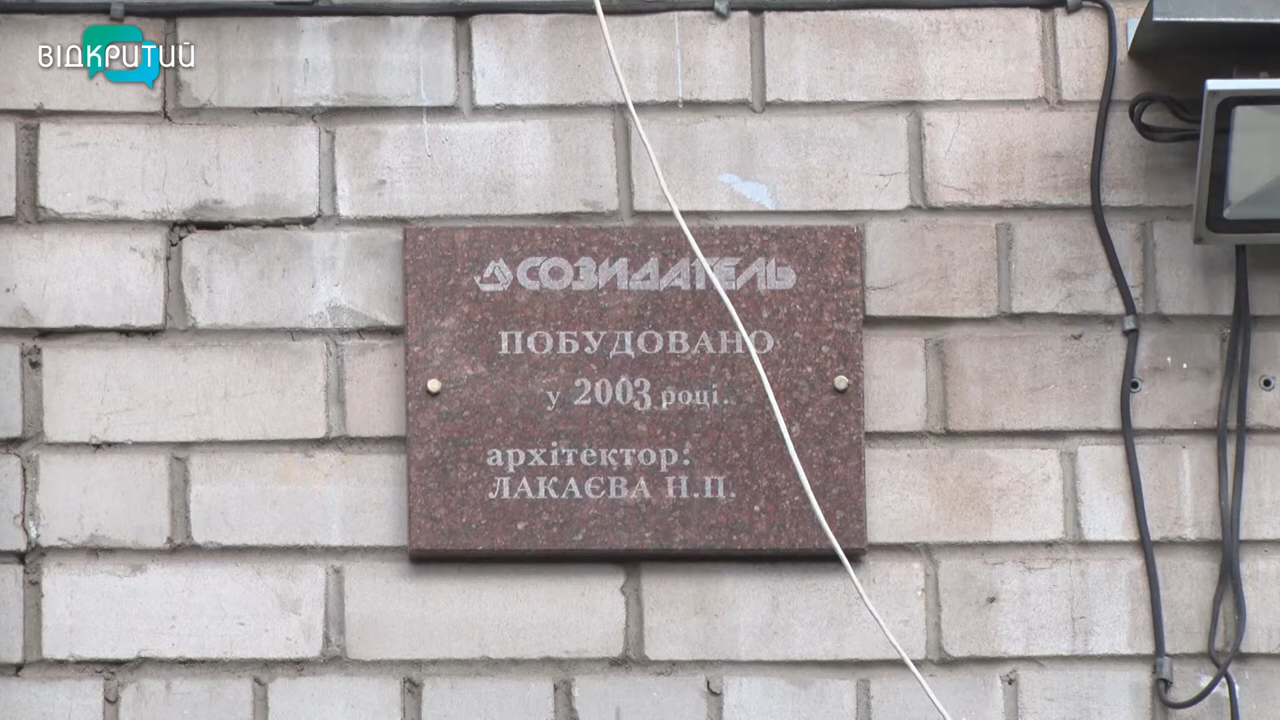 ВІДКРИТИЙ
СОЗИДАТЕЛЬ
ПОБУДОВАНО
у 2003 році.
архітектор:
ЛАКАЄВА Н.П.